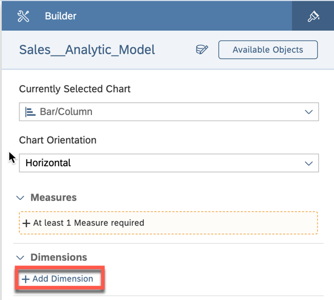 Builder
Sales__Analytic_Model
Available Objects
Currently Selected Chart
Bar/Column
Chart Orientation
Horizontal
Measures
+ At least 1 Measure required
Dimensions
+ Add Dimension